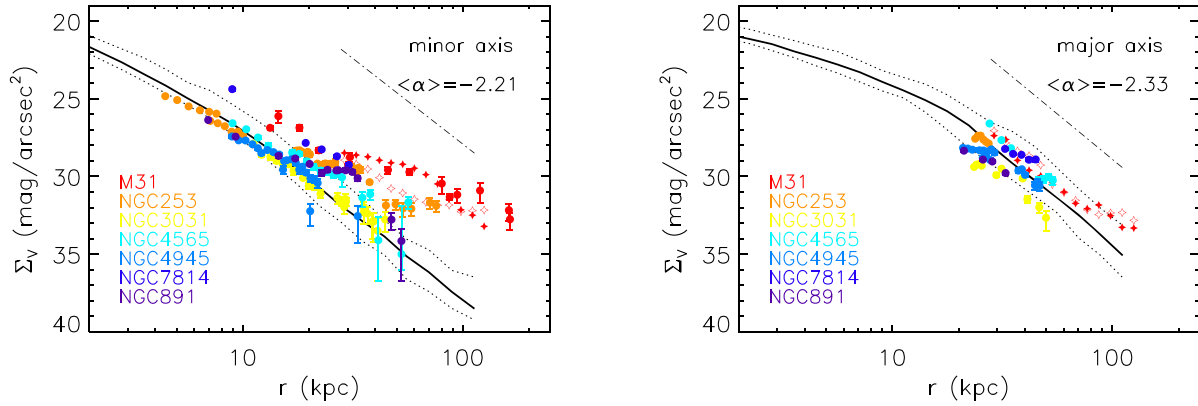 20
25
30
35
40
Σ_V (mag/arcsec²)
minor axis
<α>=−2.21
M31
NGC253
NGC3031
NGC4565
NGC4945
NGC7814
NGC891
10
100
r (kpc)
20
25
30
35
40
Σ_V (mag/arcsec²)
major axis
<α>=−2.33
M31
NGC253
NGC3031
NGC4565
NGC4945
NGC7814
NGC891
10
100
r (kpc)